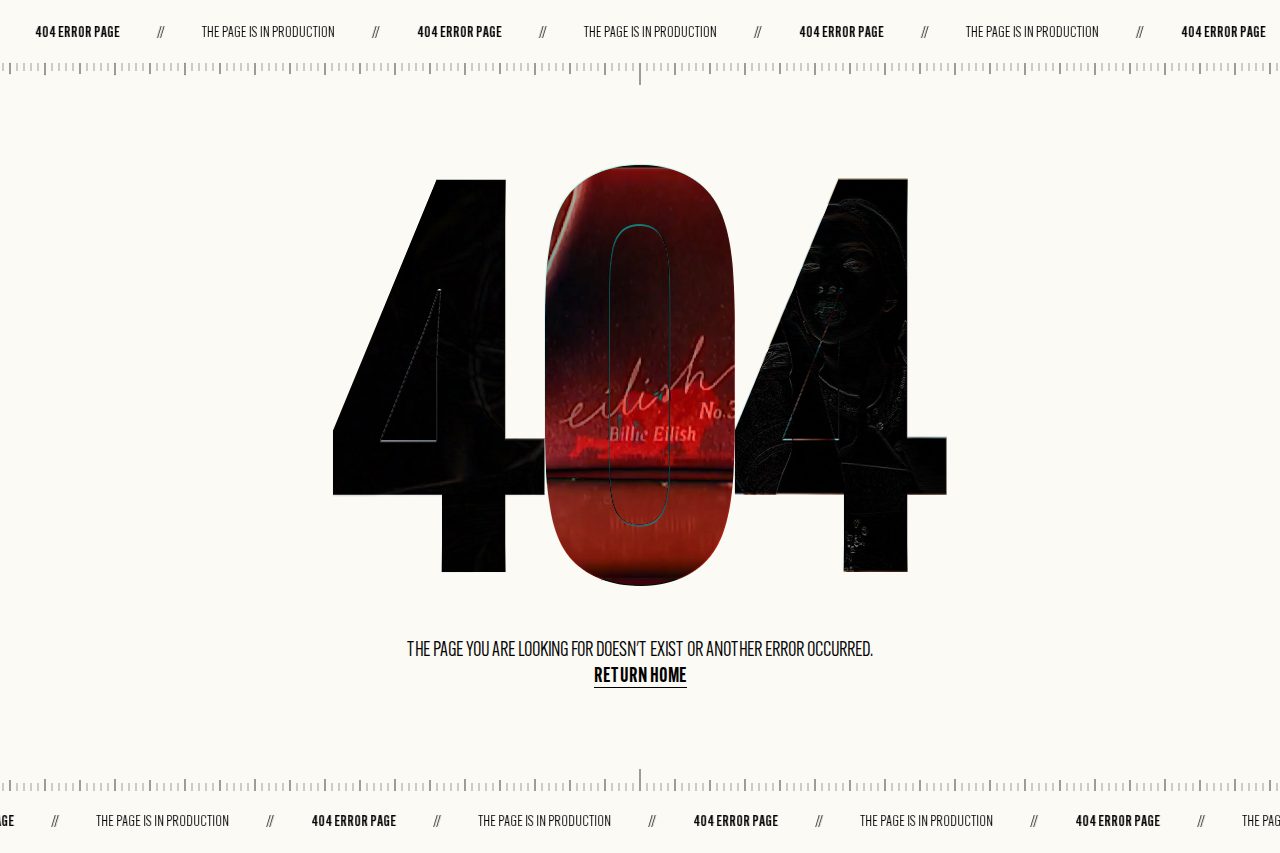 404 ERROR PAGE // THE PAGE IS IN PRODUCTION // 404 ERROR PAGE // THE PAGE IS IN PRODUCTION // 404 ERROR PAGE // THE PAGE IS IN PRODUCTION // 404 ERROR PAGE
404
eilish
No.3
Billie Eilish
THE PAGE YOU ARE LOOKING FOR DOESN'T EXIST OR ANOTHER ERROR OCCURRED.
RETURN HOME
AGE // THE PAGE IS IN PRODUCTION // 404 ERROR PAGE // THE PAGE IS IN PRODUCTION // 404 ERROR PAGE // THE PAGE IS IN PRODUCTION // 404 ERROR PAGE // THE PAG